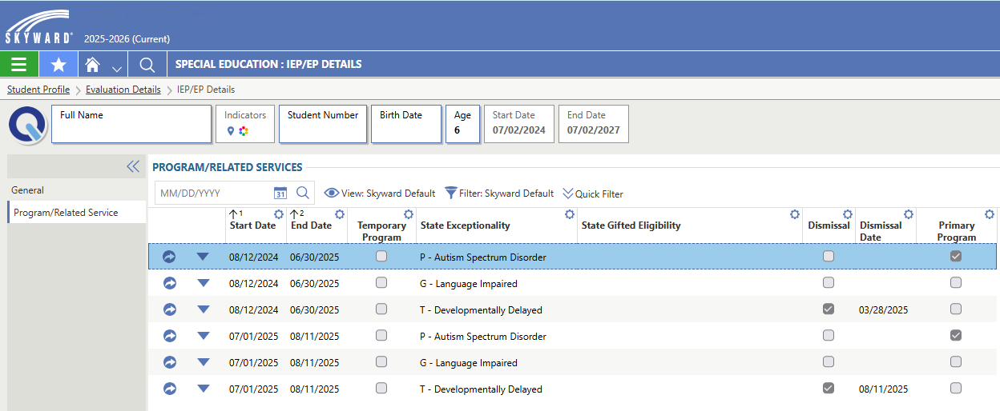 SKYWARD®
2025-2026 (Current)
SPECIAL EDUCATION : IEP/EP DETAILS
Student Profile > Evaluation Details > IEP/EP Details
Full Name
Indicators
Student Number
Birth Date
Age
6
Start Date
07/02/2024
End Date
07/02/2027
General
Program/Related Service
PROGRAM/RELATED SERVICES
MM/DD/YYYY 31 View: Skyward Default Filter: Skyward Default Quick Filter
1 Start Date 2 End Date Temporary Program State Exceptionality State Gifted Eligibility Dismissal Dismissal Date Primary Program
08/12/2024 06/30/2025 P - Autism Spectrum Disorder
08/12/2024 06/30/2025 G - Language Impaired
08/12/2024 06/30/2025 T - Developmentally Delayed 03/28/2025
07/01/2025 08/11/2025 P - Autism Spectrum Disorder
07/01/2025 08/11/2025 G - Language Impaired
07/01/2025 08/11/2025 T - Developmentally Delayed 08/11/2025